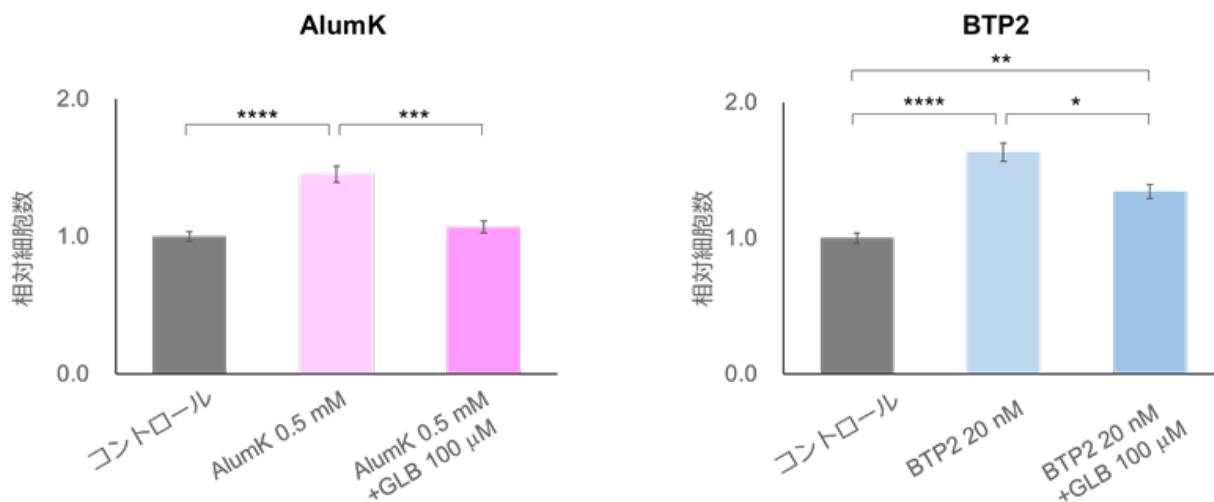 AlumK
2.0
****
***
相対細胞数
1.0
0.0
コントロール
AlumK 0.5 mM
AlumK 0.5 mM
+GLB 100 μM
BTP2
**
2.0
****
*
相対細胞数
1.0
0.0
コントロール
BTP2 20 nM
BTP2 20 nM
+GLB 100 μM